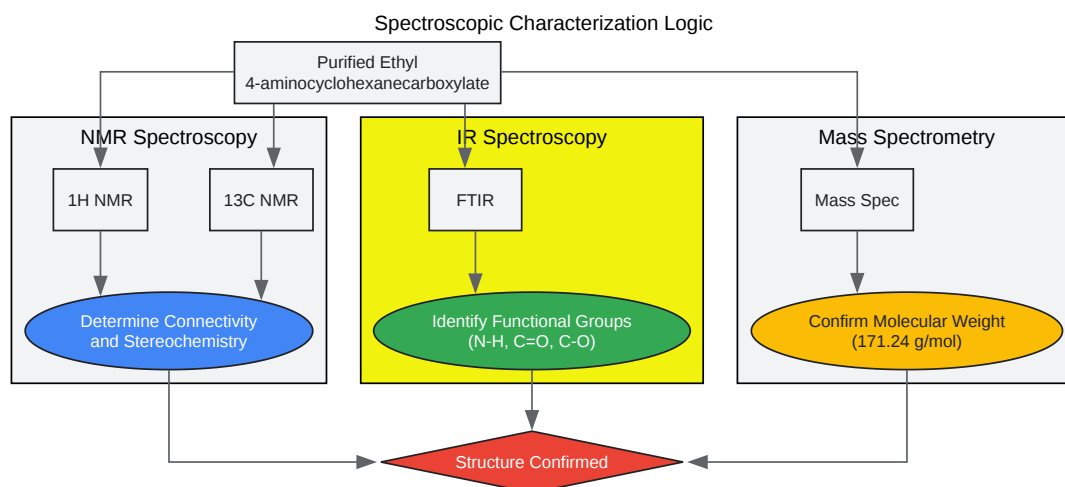 Spectroscopic Characterization Logic
Purified Ethyl
4-aminocyclohexanecarboxylate
NMR Spectroscopy
IR Spectroscopy
Mass Spectrometry
1H NMR
13C NMR
FTIR
Mass Spec
Determine Connectivity
and Stereochemistry
Identify Functional Groups
(N-H, C=O, C-O)
Confirm Molecular Weight
(171.24 g/mol)
Structure Confirmed